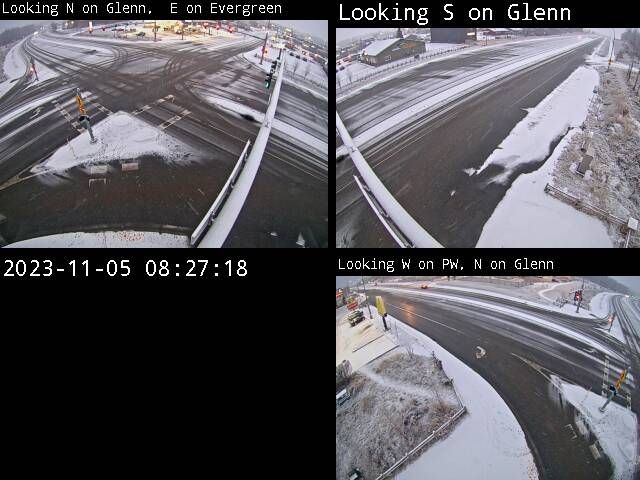 Looking N on Glenn,  E on Evergreen
Looking S on Glenn
2023-11-05 08:27:18
Looking W on PW, N on Glenn